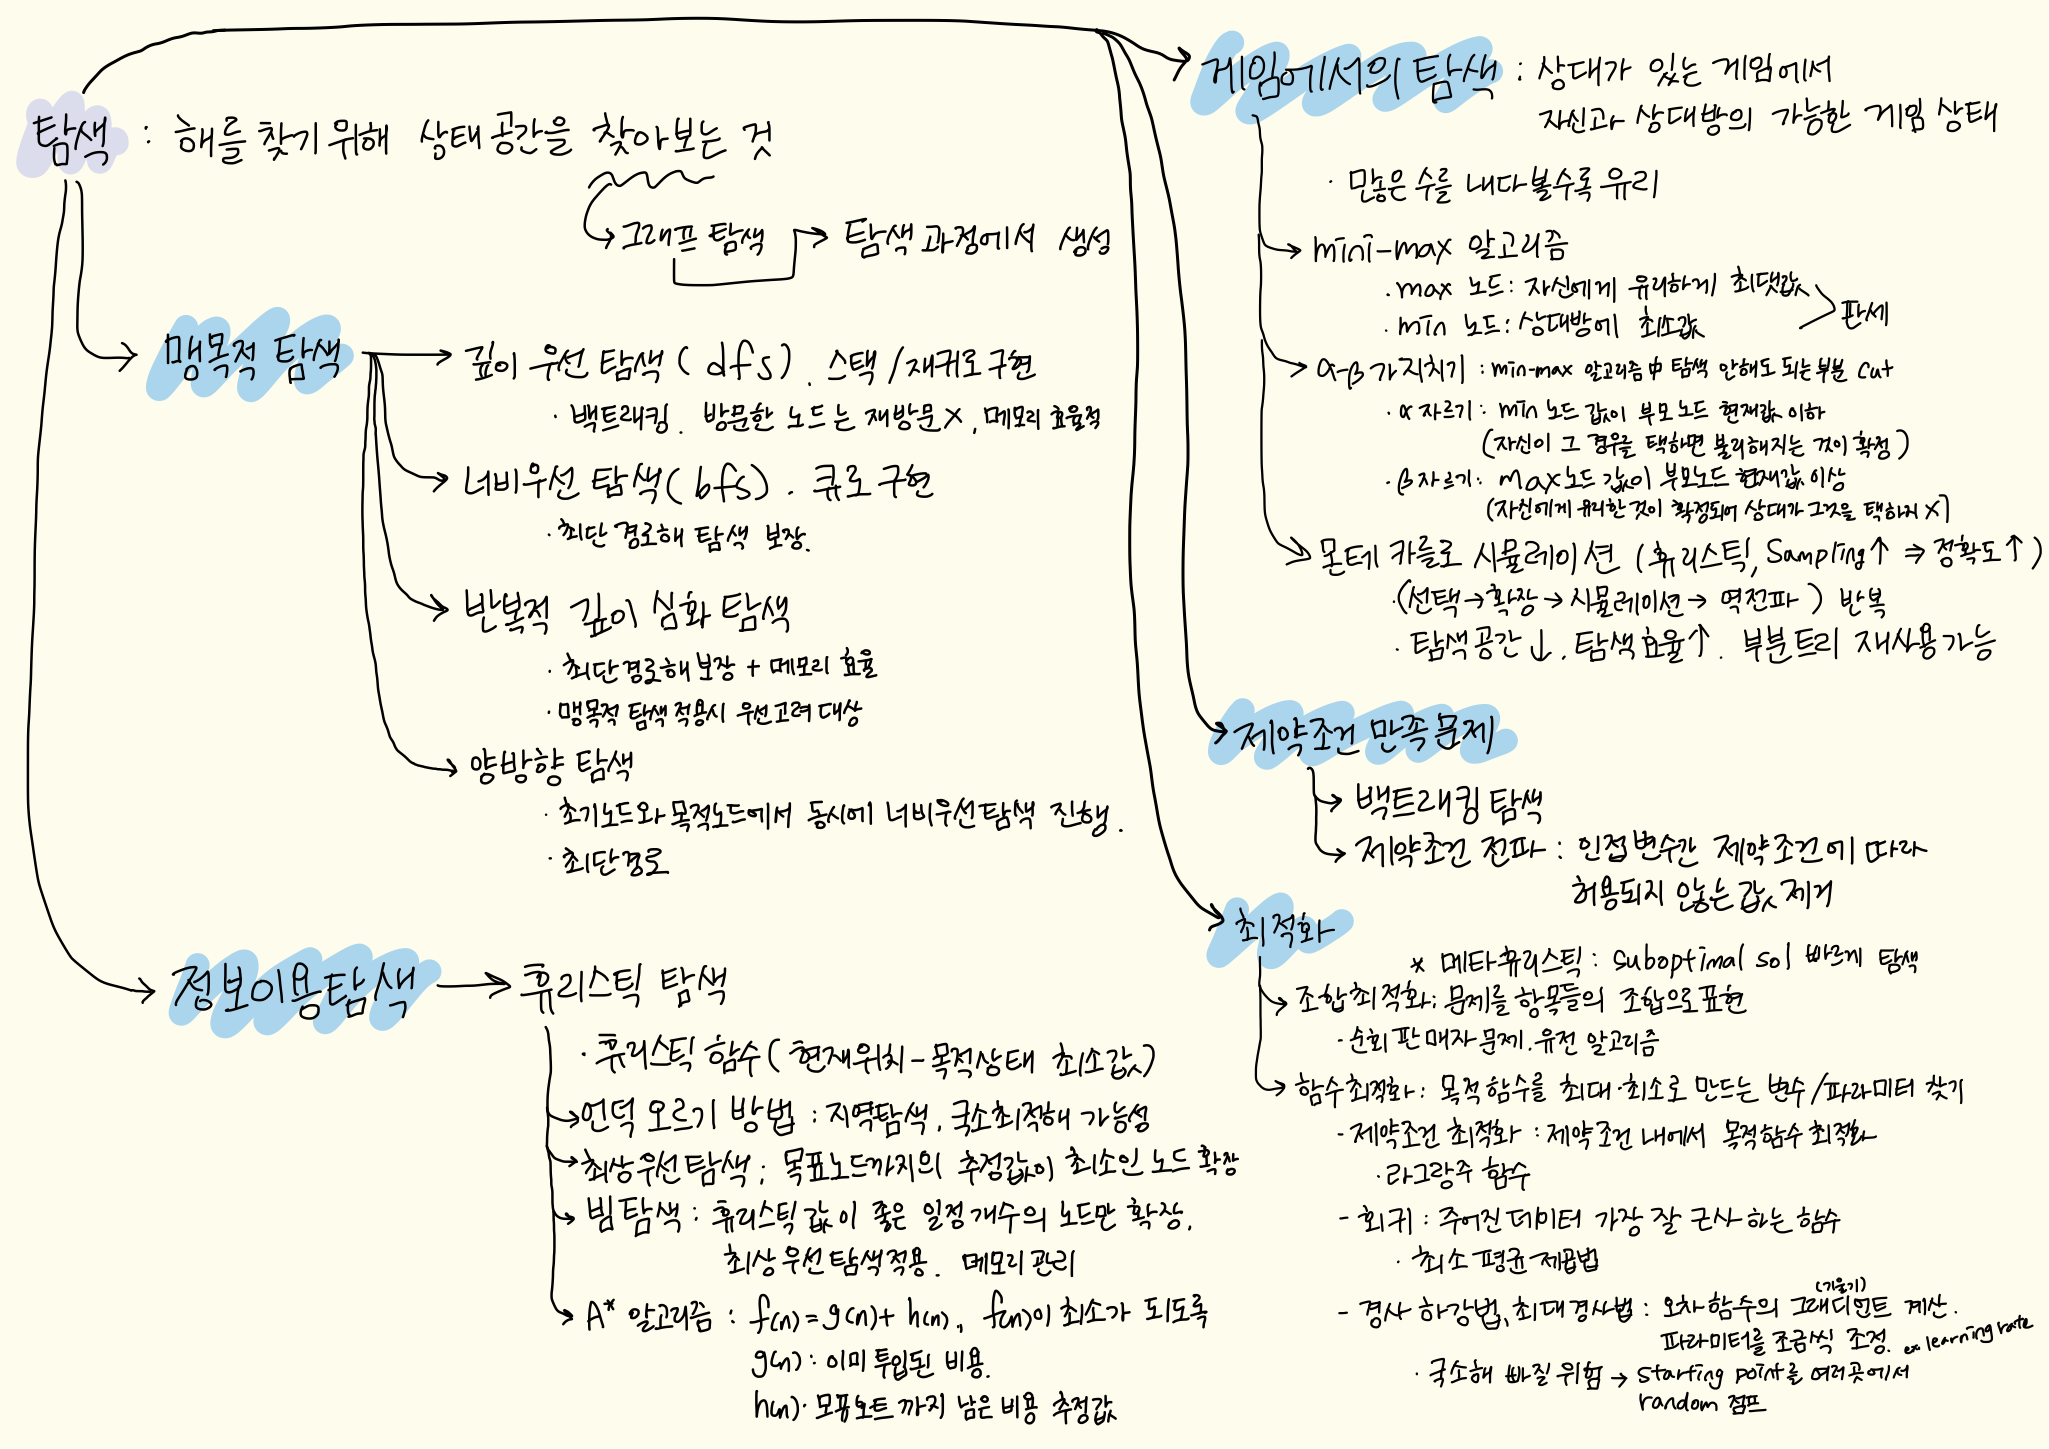 탐색 : 해를 찾기 위해 상태 공간을 찾아보는 것
그래프 탐색 → 탐색 과정에서 생성
맹목적 탐색
깊이 우선 탐색 (dfs). 스택 / 재귀로 구현
· 백트래킹. 방문한 노드는 재방문 X, 메모리 효율적
너비우선 탐색(bfs). 큐로 구현
· 최단 경로해 탐색 보장.
반복적 깊이 심화 탐색
· 최단경로해 보장 + 메모리 효율
· 맹목적 탐색 적용시 우선고려 대상
양방향 탐색
· 초기노드와 목적노드에서 동시에 너비우선탐색 진행.
· 최단경로
정보이용탐색
휴리스틱 탐색
· 휴리스틱 함수 (현재위치-목적상태 최소값)
언덕 오르기 방법 : 지역탐색, 국소최적해 가능성
최상우선탐색 : 목표노드까지의 추정값이 최소인 노드 확장
빔탐색 : 휴리스틱 값이 좋은 일정개수의 노드만 확장,
최상우선탐색적용. 메모리관리
A* 알고리즘 : f(n)=g(n)+h(n), f(n)이 최소가 되도록
g(n) : 이미 투입된 비용.
h(n)· 까지 남은 비용 추정값
게임에서의 탐색 : 상대가 있는 게임에서
자신과 상대방의 가능한 게임 상태
· 많은 수를 내다볼수록 유리
mini-max 알고리즘
· max 노드 : 자신에게 유리하게 최댓값
· min 노드 : 상대방에 최소값
판세
α-β 가지치기 : min-max 알고리즘中 탐색 안해도 되는부분 cut
· α 자르기 : min 노드 값이 부모노드 현재값 이하
(자신이 그 경우를 택하면 불리해지는 것이 확정)
· β 자르기 : max노드 값이 부모노드 현재값 이상
(자신에게 유리한것이 확정되어 상대가 그것을 택하지 X)
몬테 카를로 시뮬레이션 (휴리스틱, Sampling↑ ⇒ 정확도↑)
· (선택→확장→시뮬레이션→ 역전파) 반복
· 탐색공간↓. 탐색효율↑. 부분트리 재사용가능
제약조건 만족문제
백트래킹 탐색
제약조건 전파 : 인접변수간 제약조건에 따라
허용되지 않는 값 제거
최적화
* 메타휴리스틱 : suboptimal sol 빠르게 탐색
조합최적화 : 문제를 항목들의 조합으로표현
- 순회 판매자 문제. 유전 알고리즘
함수최적화 : 목적함수를 최대·최소로 만드는 변수/파라미터 찾기
- 제약조건 최적화 : 제약조건 내에서 목적함수 최적화
· 라그랑주 함수
- 회귀 : 주어진데이터 가장 잘 근사 하는 함수
· 최소 평균 제곱법
- 경사 하강법, 최대경사법 : 오차함수의 그래디언트 계산.
(기울기)
파라미터를 조금씩 조정. ex learning rate
· 국소해 빠질 위험 → starting point를 여러곳에서
random 점프